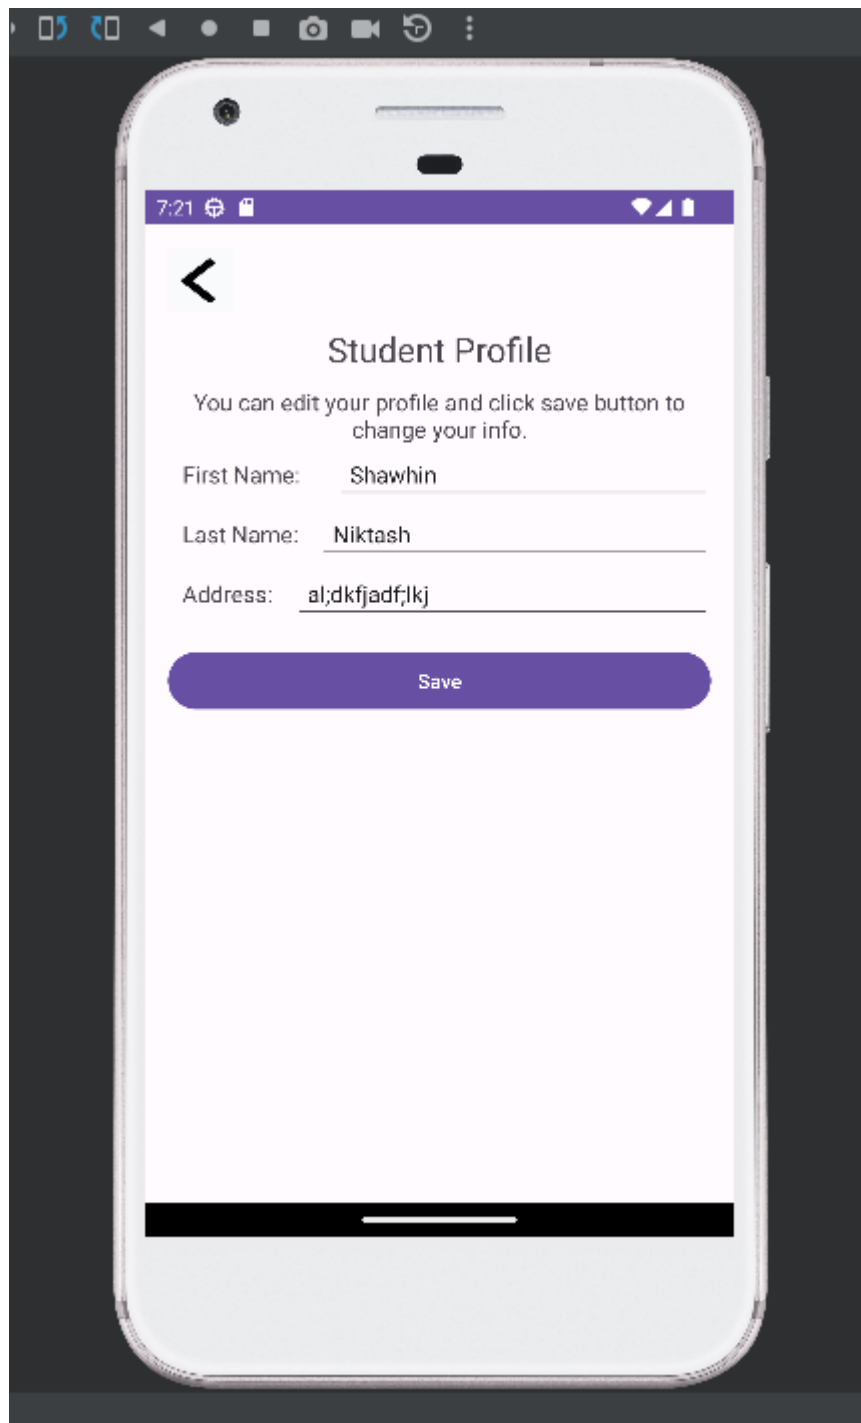 7:21
Student Profile
You can edit your profile and click save button to
change your info.
First Name: Shawhin
Last Name: Niktash
Address: al;dkfjadf;lkj
Save